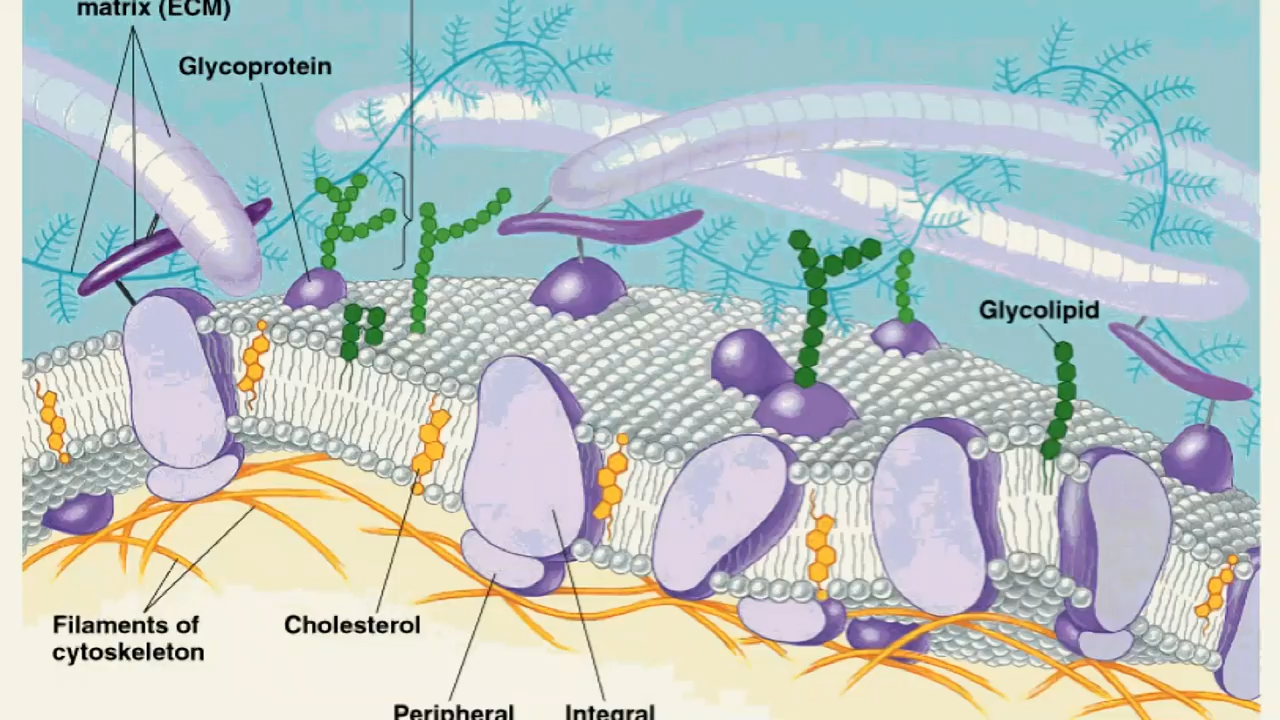 matrix (ECM)
Glycoprotein
Glycolipid
Filaments of
cytoskeleton
Cholesterol
Peripheral
Integral